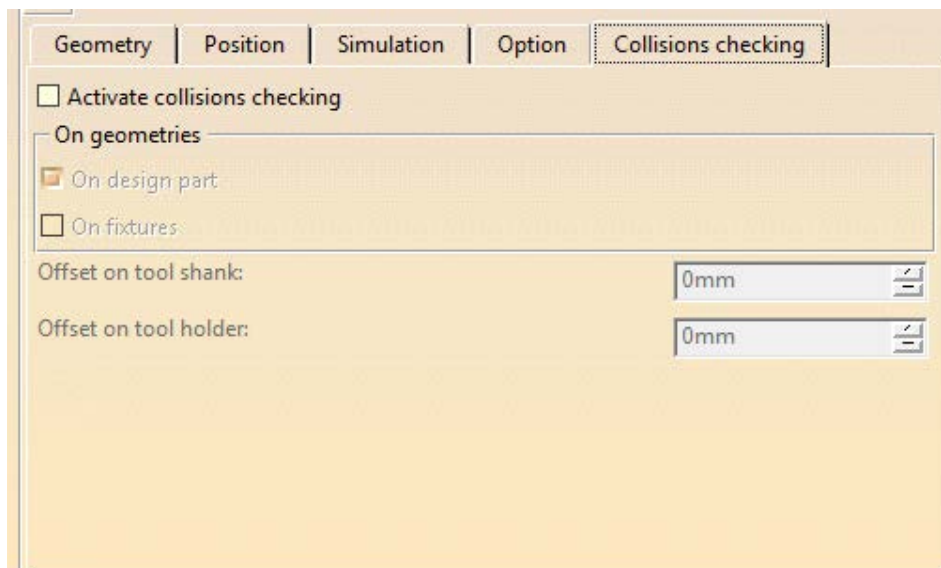 Geometry Position Simulation Option Collisions checking
Activate collisions checking
On geometries
On design part
On fixtures
Offset on tool shank: 0mm
Offset on tool holder: 0mm